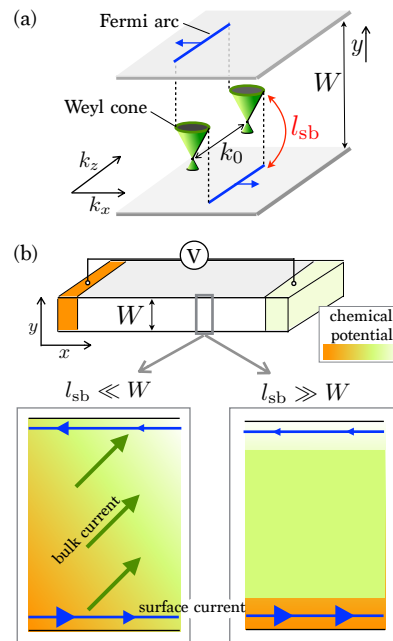 (a)
Fermi arc
y
W
Weyl cone
l_sb
k_0
k_z
k_x
(b)
V
y
W
x
chemical
potential
l_sb ≪ W
l_sb ≫ W
bulk current
surface current